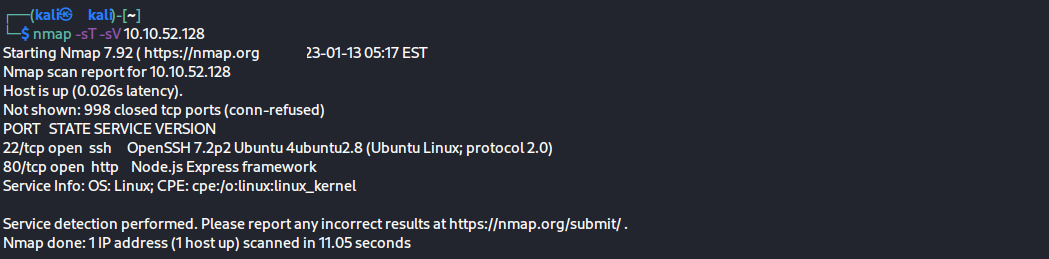 ┌──(kali㉿kali)-[~]
└─$ nmap -sT -sV 10.10.52.128
Starting Nmap 7.92 ( https://nmap.org 23-01-13 05:17 EST
Nmap scan report for 10.10.52.128
Host is up (0.026s latency).
Not shown: 998 closed tcp ports (conn-refused)
PORT STATE SERVICE VERSION
22/tcp open ssh OpenSSH 7.2p2 Ubuntu 4ubuntu2.8 (Ubuntu Linux; protocol 2.0)
80/tcp open http Node.js Express framework
Service Info: OS: Linux; CPE: cpe:/o:linux:linux_kernel
Service detection performed. Please report any incorrect results at https://nmap.org/submit/ .
Nmap done: 1 IP address (1 host up) scanned in 11.05 seconds